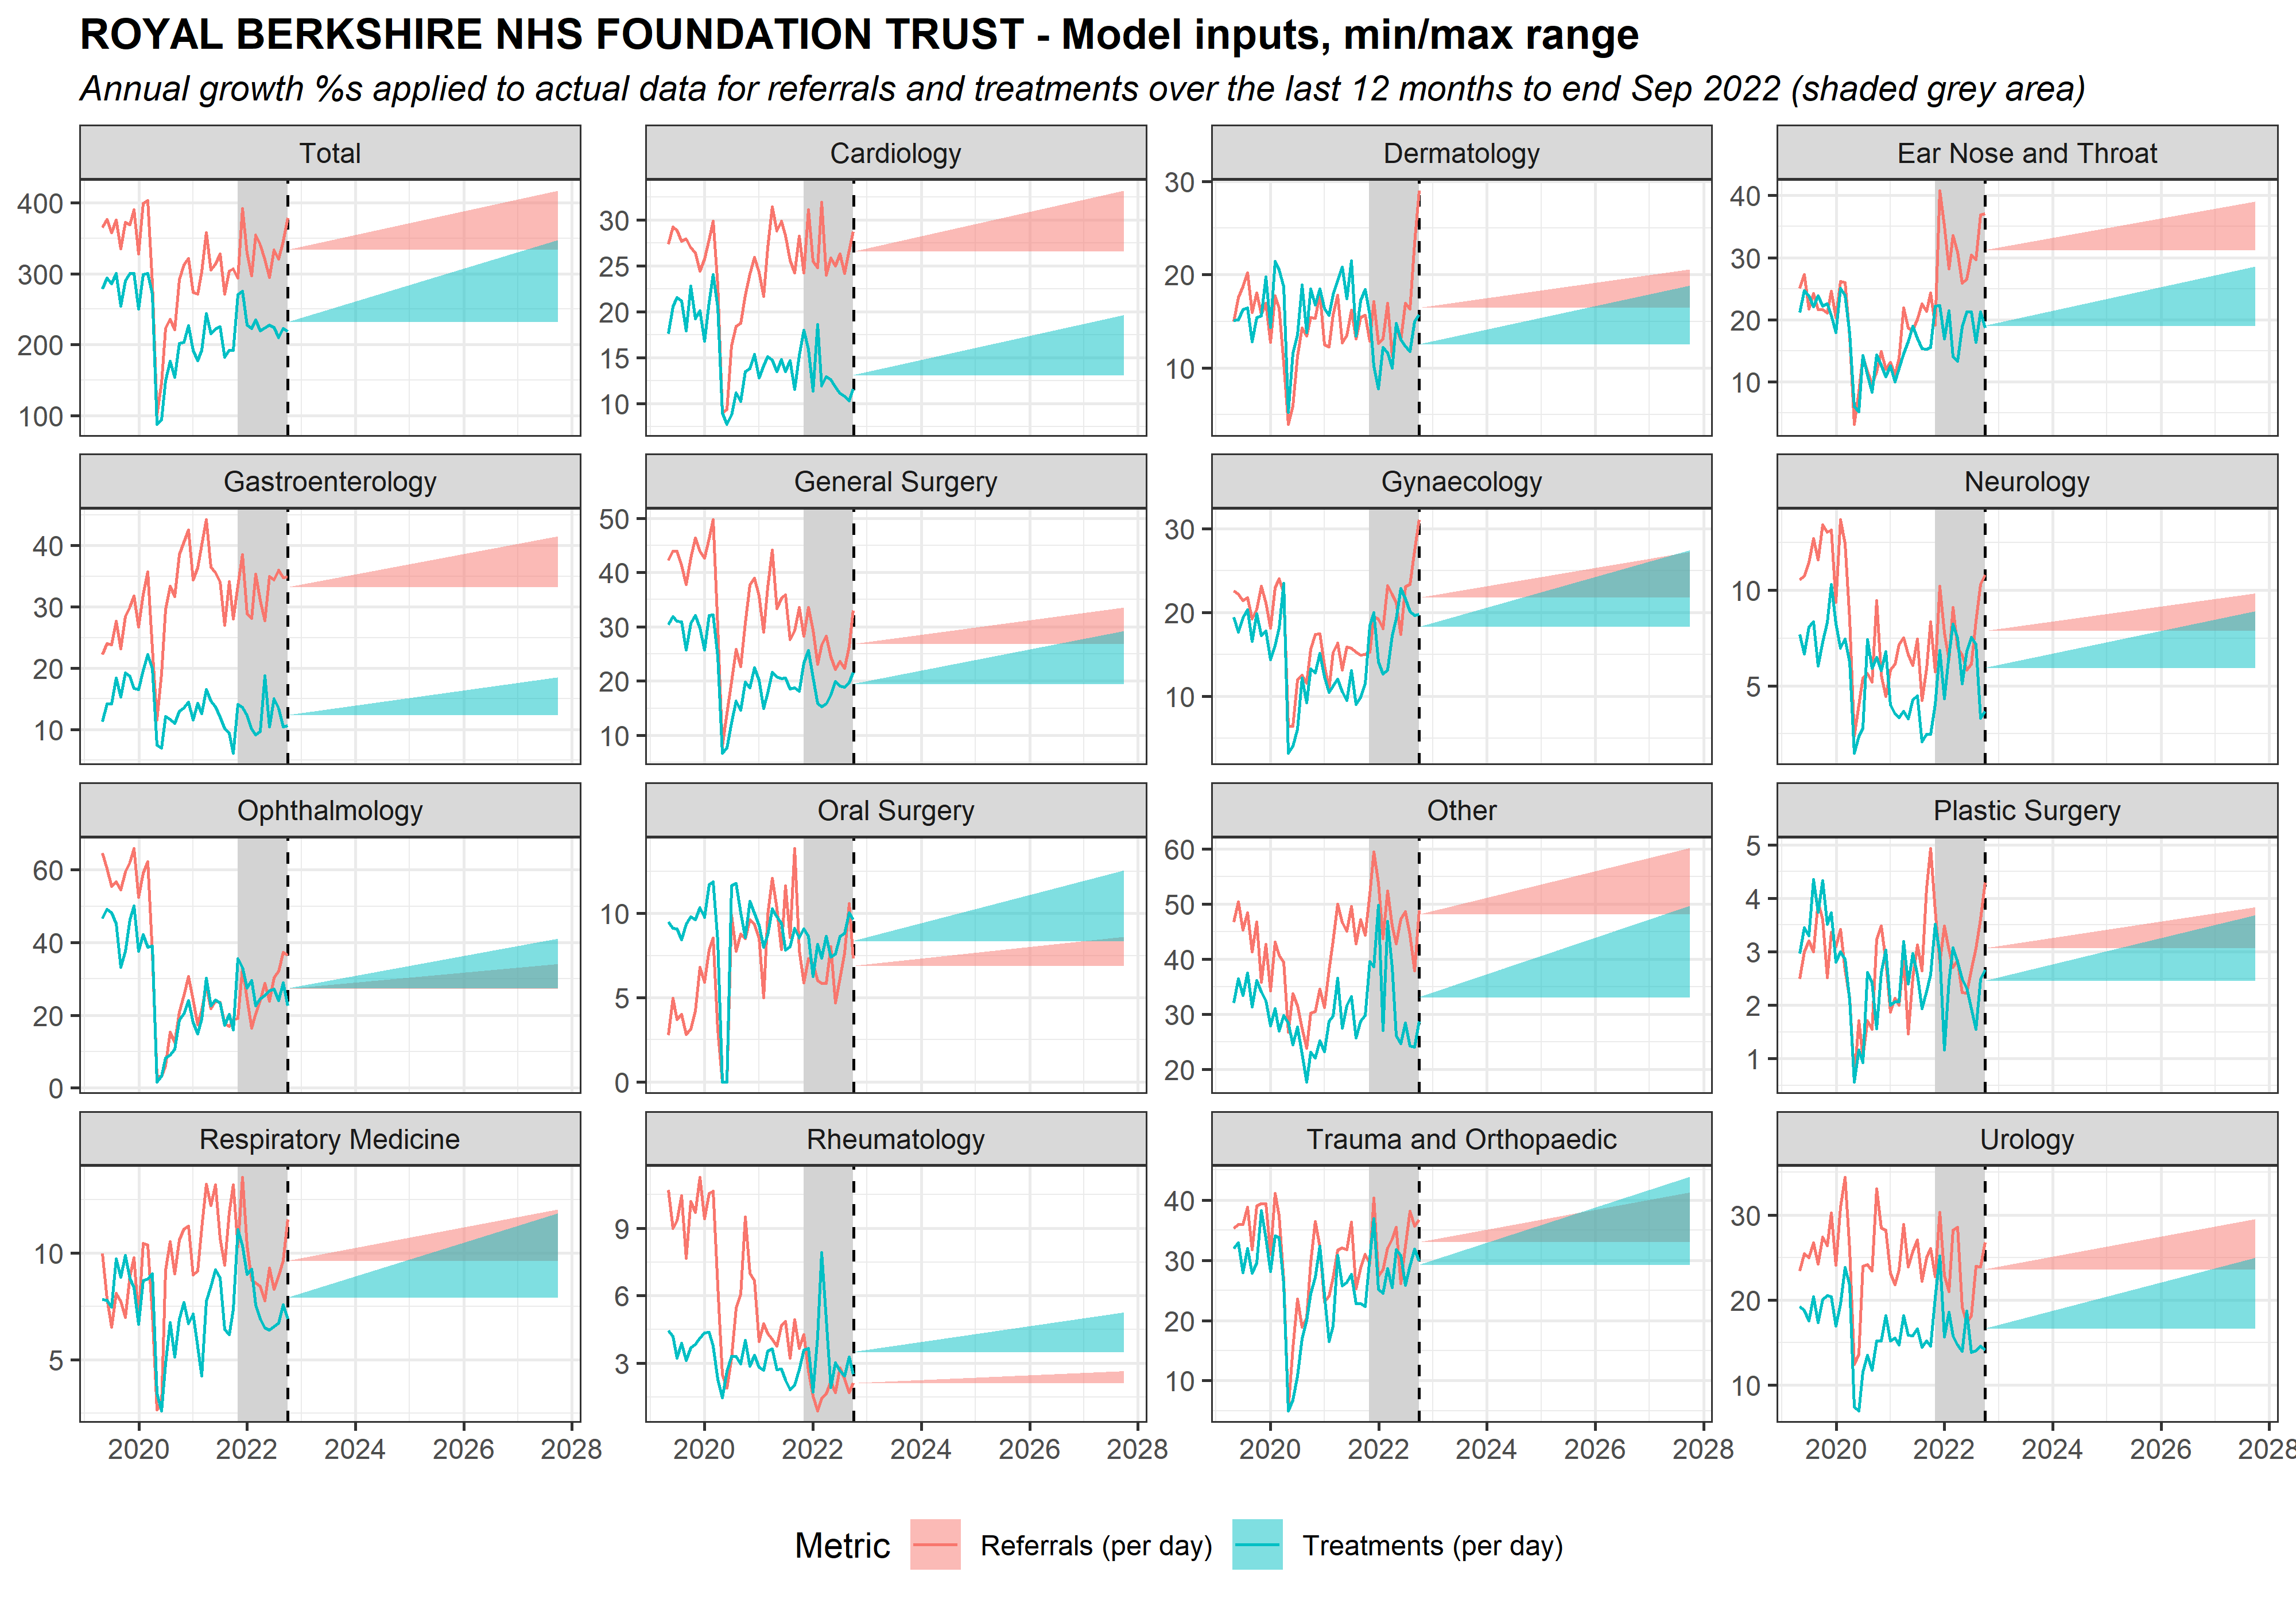 ROYAL BERKSHIRE NHS FOUNDATION TRUST - Model inputs, min/max range
Annual growth %s applied to actual data for referrals and treatments over the last 12 months to end Sep 2022 (shaded grey area)
Total
400
300
200
100
Cardiology
30
25
20
15
10
Dermatology
30
20
10
Ear Nose and Throat
40
30
20
10
Gastroenterology
40
30
20
10
General Surgery
50
40
30
20
10
Gynaecology
30
20
10
Neurology
10
5
Ophthalmology
60
40
20
0
Oral Surgery
10
5
0
Other
60
50
40
30
20
Plastic Surgery
5
4
3
2
1
Respiratory Medicine
10
5
Rheumatology
9
6
3
Trauma and Orthopaedic
40
30
20
10
Urology
30
20
10
2020 2022 2024 2026 2028
2020 2022 2024 2026 2028
2020 2022 2024 2026 2028
2020 2022 2024 2026 2028
Metric Referrals (per day) Treatments (per day)